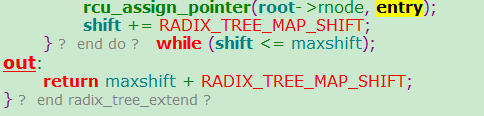 rcu_assign_pointer(root->rnode, entry);
shift += RADIX_TREE_MAP_SHIFT;
} ? end do ? while (shift <= maxshift);
out:
return maxshift + RADIX_TREE_MAP_SHIFT;
} ? end radix_tree_extend ?